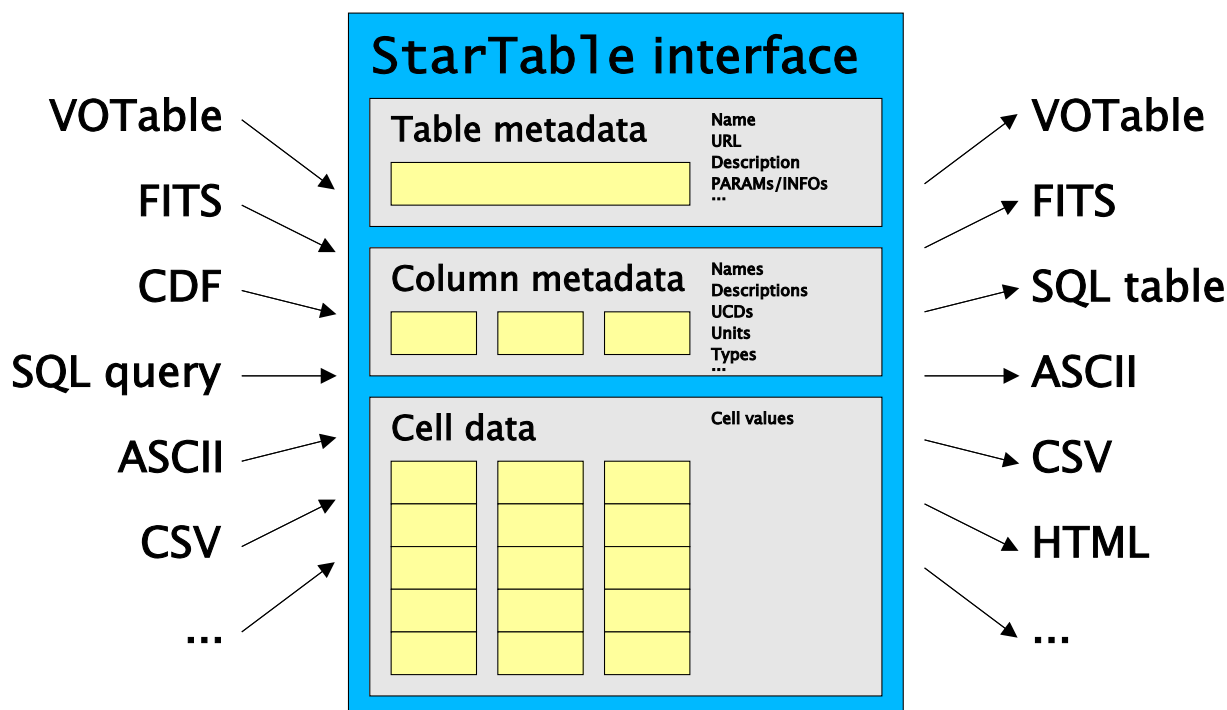 StarTable interface
VOTable
FITS
CDF
SQL query
ASCII
CSV
...
Table metadata
Name
URL
Description
PARAMs/INFOs
...
Column metadata
Names
Descriptions
UCDs
Units
Types
...
Cell data
Cell values
VOTable
FITS
SQL table
ASCII
CSV
HTML
...